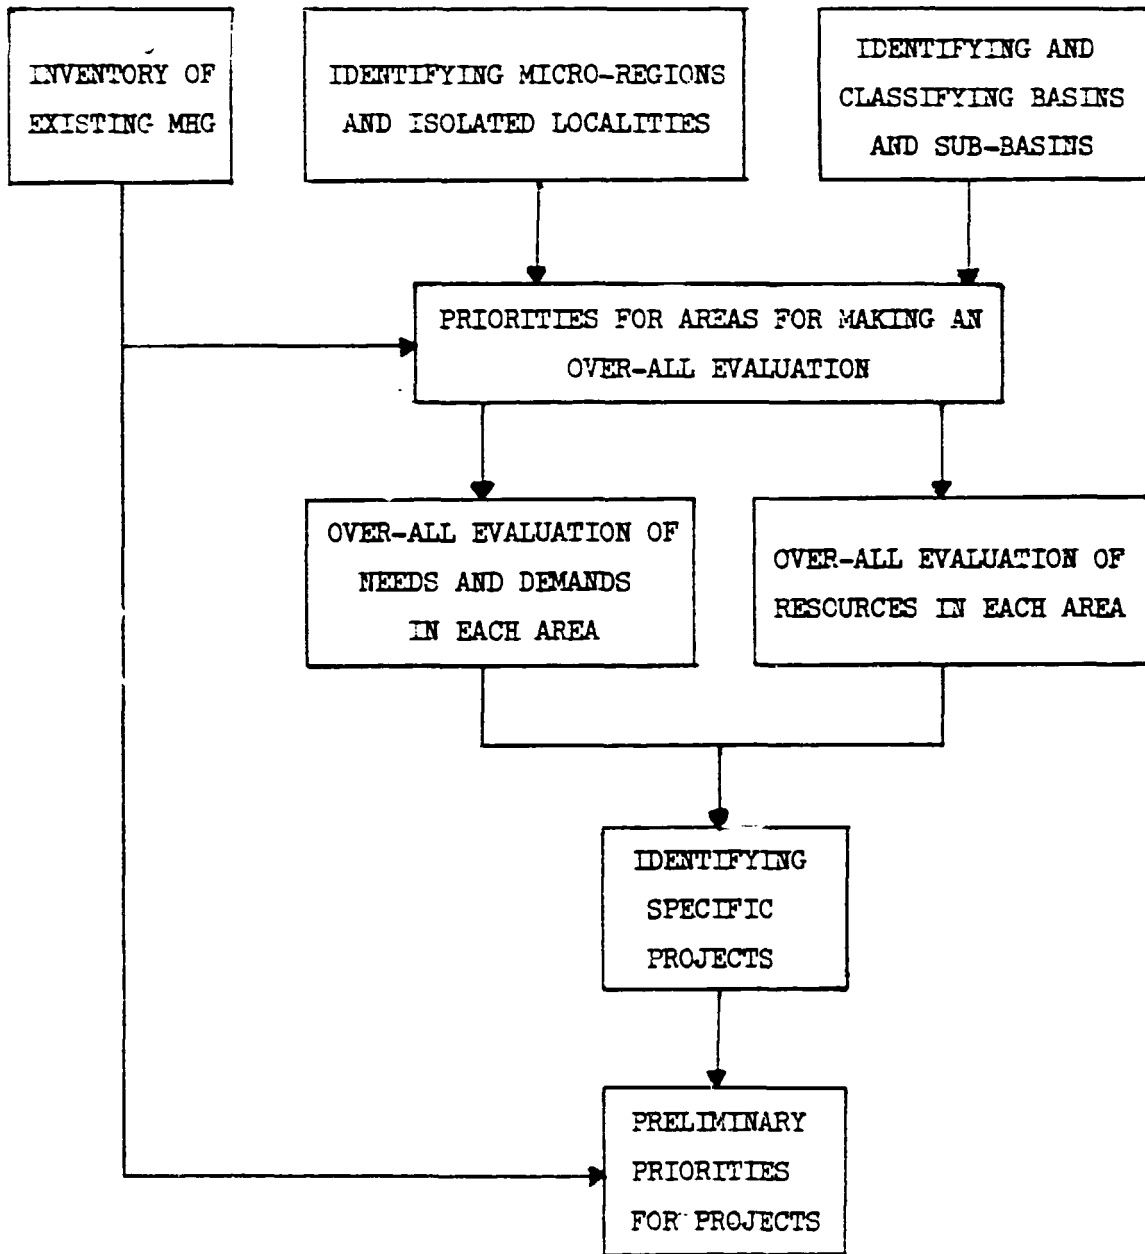 INVENTORY OF
EXISTING MHG
IDENTIFYING MICRO-REGIONS
AND ISOLATED LOCALITIES
IDENTIFYING AND
CLASSIFYING BASINS
AND SUB-BASINS
PRIORITIES FOR AREAS FOR MAKING AN
OVER-ALL EVALUATION
OVER-ALL EVALUATION OF
NEEDS AND DEMANDS
IN EACH AREA
OVER-ALL EVALUATION OF
RESOURCES IN EACH AREA
IDENTIFYING
SPECIFIC
PROJECTS
PRELIMINARY
PRIORITIES
FOR PROJECTS